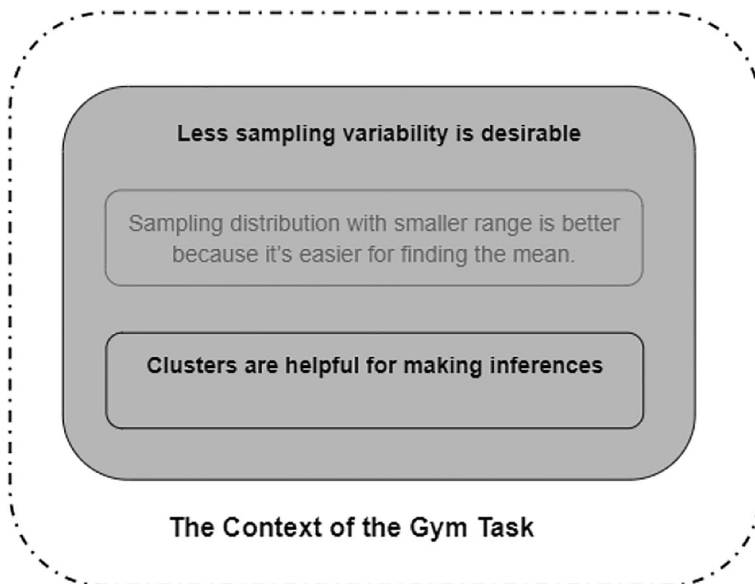 Less sampling variability is desirable
Sampling distribution with smaller range is better
because it's easier for finding the mean.
Clusters are helpful for making inferences
The Context of the Gym Task